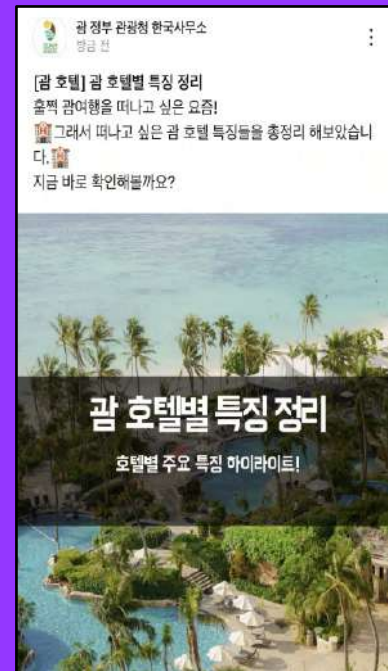 괌 정부 관광청 한국사무소
방금 전
[괌 호텔] 괌 호텔별 특징 정리
훌쩍 괌여행을 떠나고 싶은 요즘!
🏨그래서 떠나고 싶은 괌 호텔 특징들을 총정리 해보았습니
다.🏨
지금 바로 확인해볼까요?
괌 호텔별 특징 정리
호텔별 주요 특징 하이라이트!